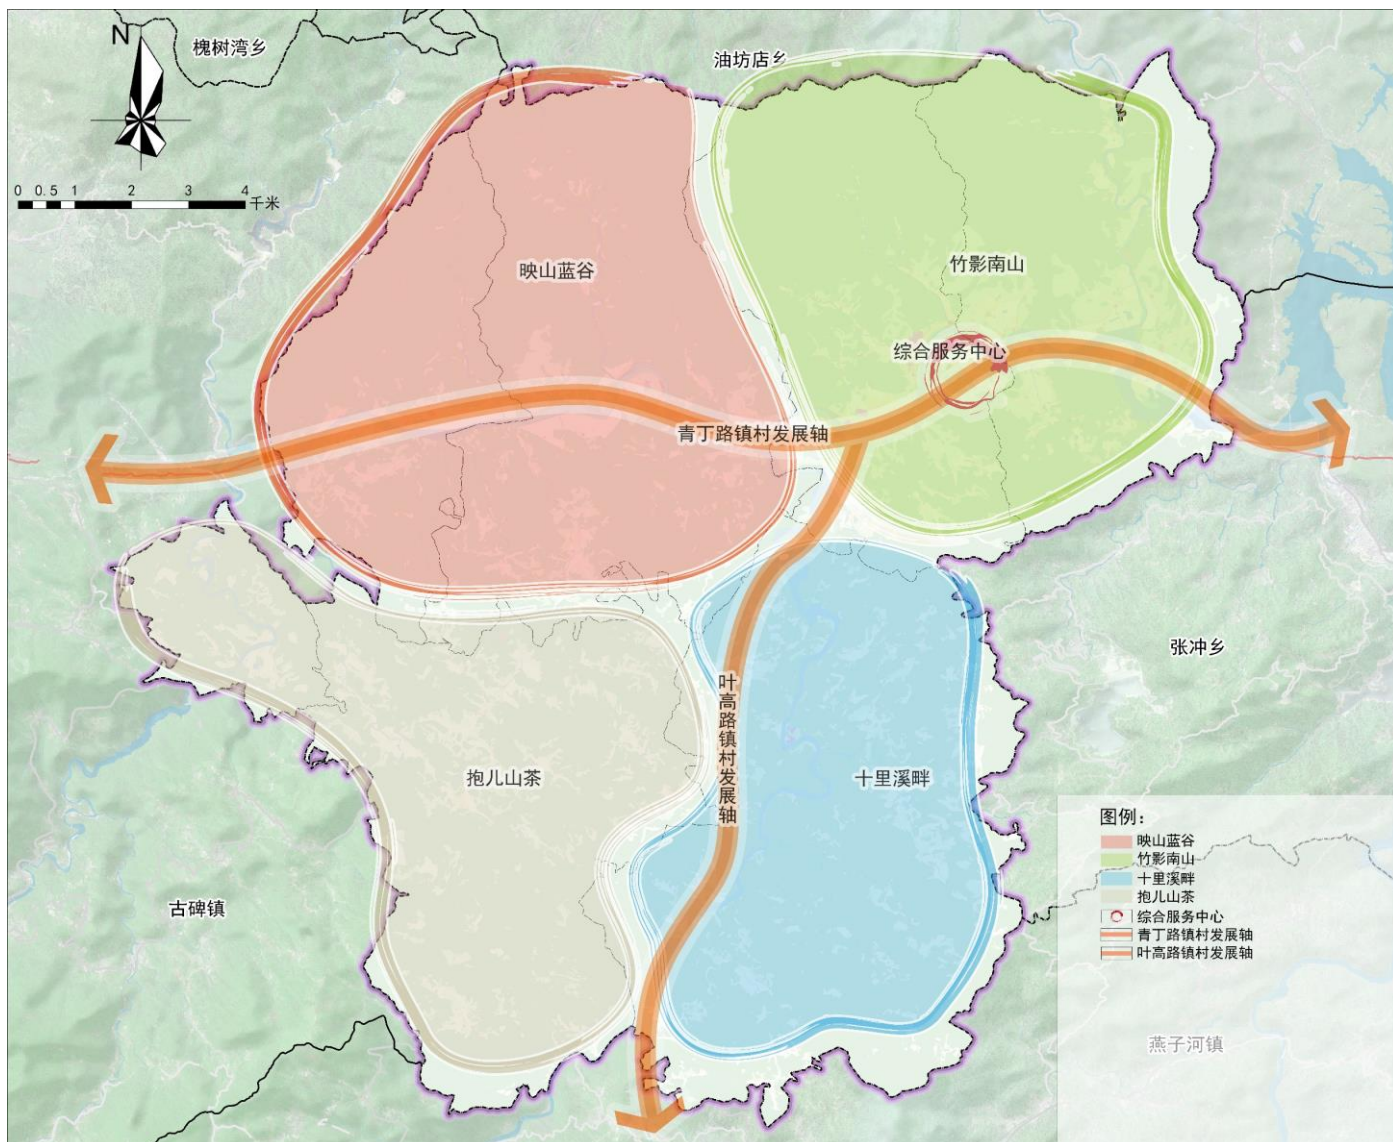 N
槐树湾乡
油坊店乡
0 0.5 1 2 3 4
千米
映山蓝谷
竹影南山
综合服务中心
青丁路镇村发展轴
张冲乡
叶高路镇村发展轴
抱儿山茶
十里溪畔
古碑镇
图例：
映山蓝谷
竹影南山
十里溪畔
抱儿山茶
综合服务中心
青丁路镇村发展轴
叶高路镇村发展轴
燕子河镇